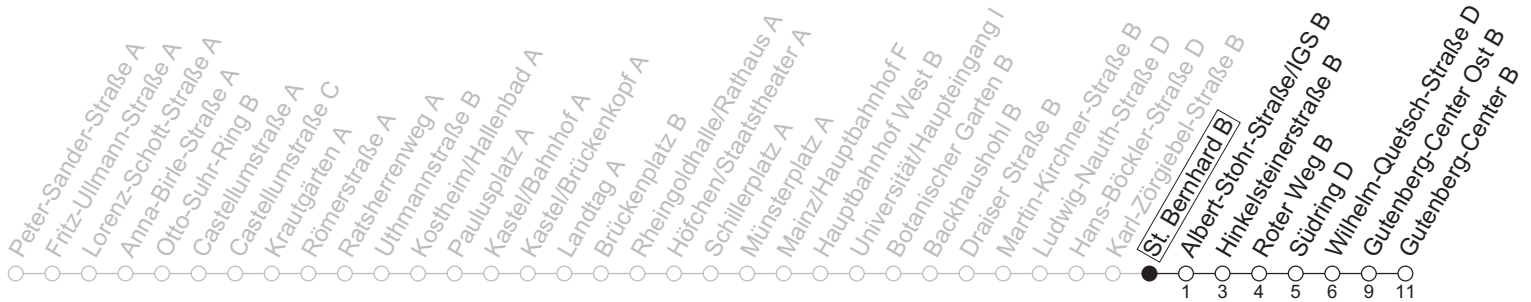 Peter-Sander-Straße A
Fritz-Ullmann-Straße A
Lorenz-Schott-Straße A
Anna-Birle-Straße A
Otto-Suhr-Ring B
Castellumstraße A
Castellumstraße C
Krautgärten A
Römerstraße A
Ratsherrenweg A
Uthmannstraße B
Kostheim/Hallenbad A
Paulusplatz A
Kastel/Bahnhof A
Kastel/Brückenkopf A
Landtag A
Brückenplatz B
Rheingoldhalle/Rathaus A
Höfchen/Staatstheater A
Schillerplatz A
Münsterplatz A
Mainz/Hauptbahnhof F
Hauptbahnhof West B
Universität/Haupteingang I
Botanischer Garten B
Backhaushohl B
Draiser Straße B
Martin-Kirchner-Straße B
Ludwig-Nauth-Straße D
Hans-Böckler-Straße D
Karl-Zörgiebel-Straße B
St. Bernhard B
Albert-Stohr-Straße/IGS B
Hinkelsteinerstraße B
Roter Weg B
Südring D
Wilhelm-Quetsch-Straße D
Gutenberg-Center Ost B
Gutenberg-Center B
1 3 4 5 6 9 11